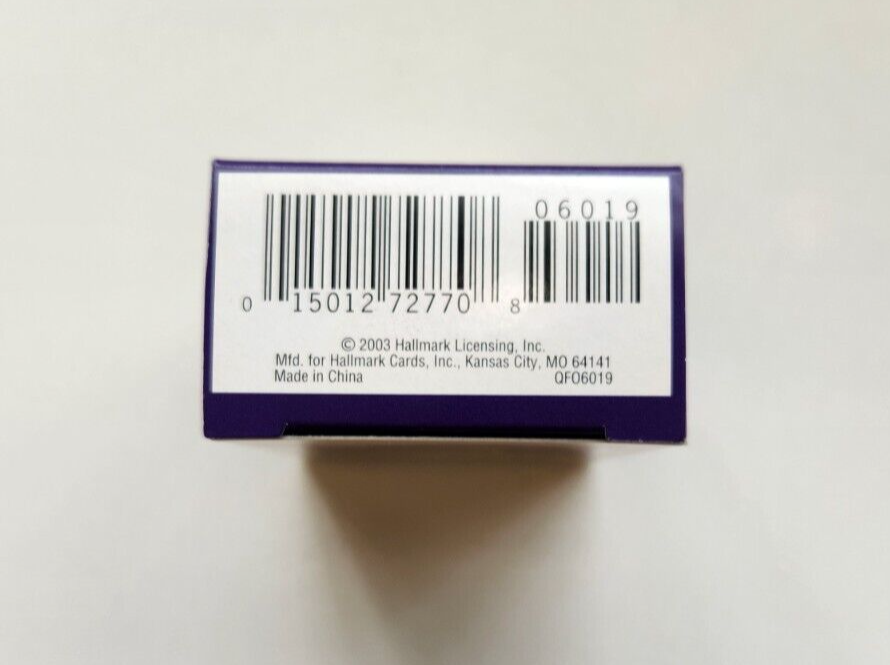 06019
0 15012 72770 8
© 2003 Hallmark Licensing, Inc.
Mfd. for Hallmark Cards, Inc., Kansas City, MO 64141
Made in China QFO6019